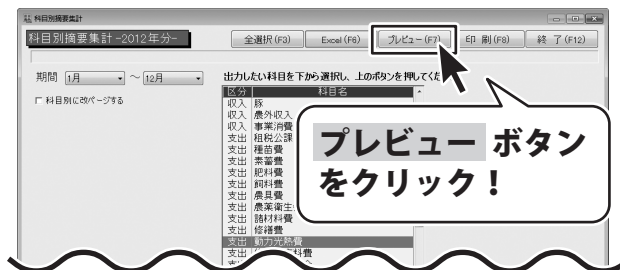 科目別摘要集計
科目別摘要集計-2012年分-
全選択(F3)
Excel(F6)
プレビュー(F7)
印 刷(F8)
終 了(F12)
期間 1月 ～ 12月
科目別に改ページする
出力したい科目を下から選択し、上のボタンを押してくだ
区分 科目名
収入 豚
収入 農外収入
収入 事業消費
支出 租税公課
支出 種苗費
支出 素畜費
支出 肥料費
支出 飼料費
支出 農具費
支出 農薬衛生
支出 諸材料費
支出 修繕費
支出 動力光熱費
プレビュー ボタン
をクリック！